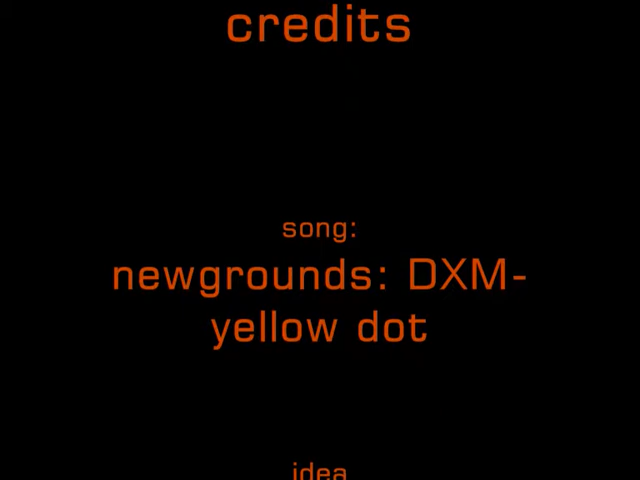 credits
song:
newgrounds: DXM-
yellow dot
idea